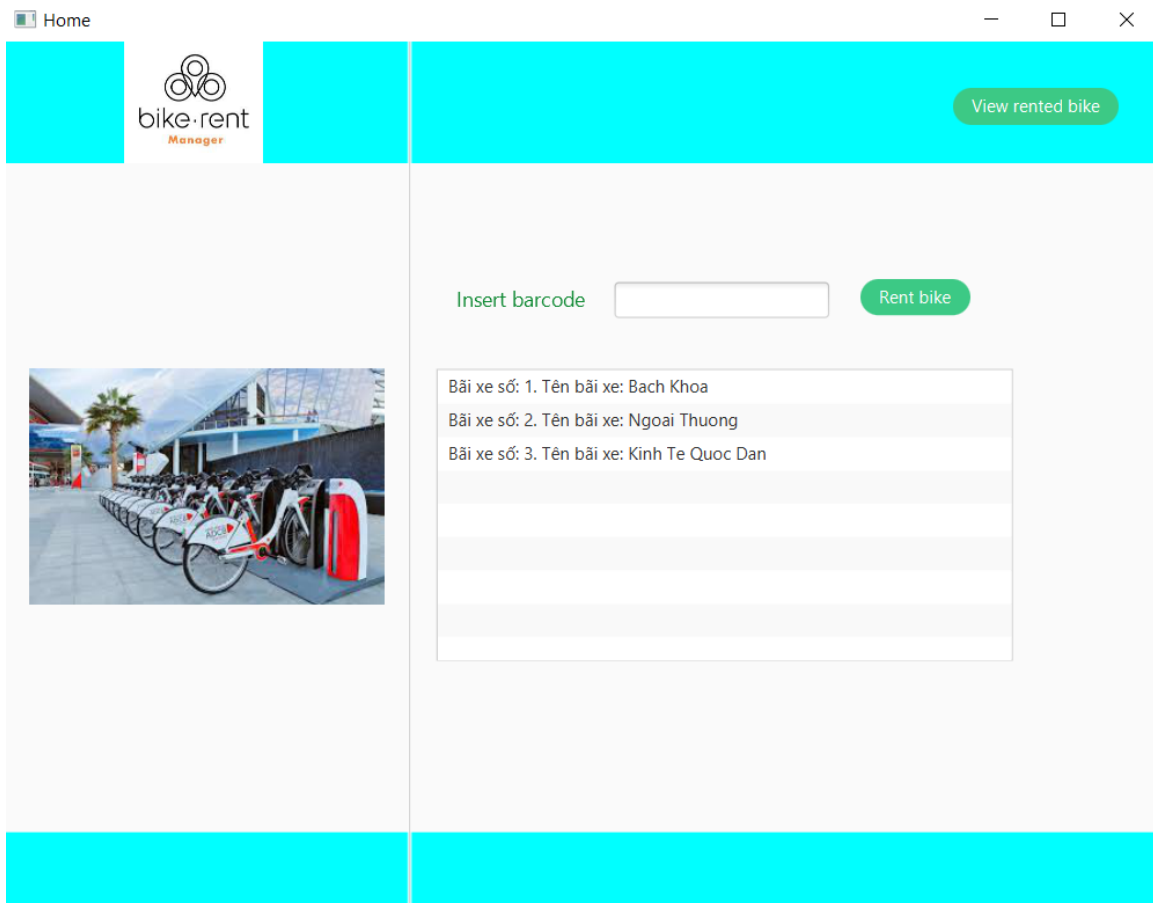 Home
bike·rent
Manager
View rented bike
Insert barcode
Rent bike
Bãi xe số: 1. Tên bãi xe: Bach Khoa
Bãi xe số: 2. Tên bãi xe: Ngoai Thuong
Bãi xe số: 3. Tên bãi xe: Kinh Te Quoc Dan
ADCB